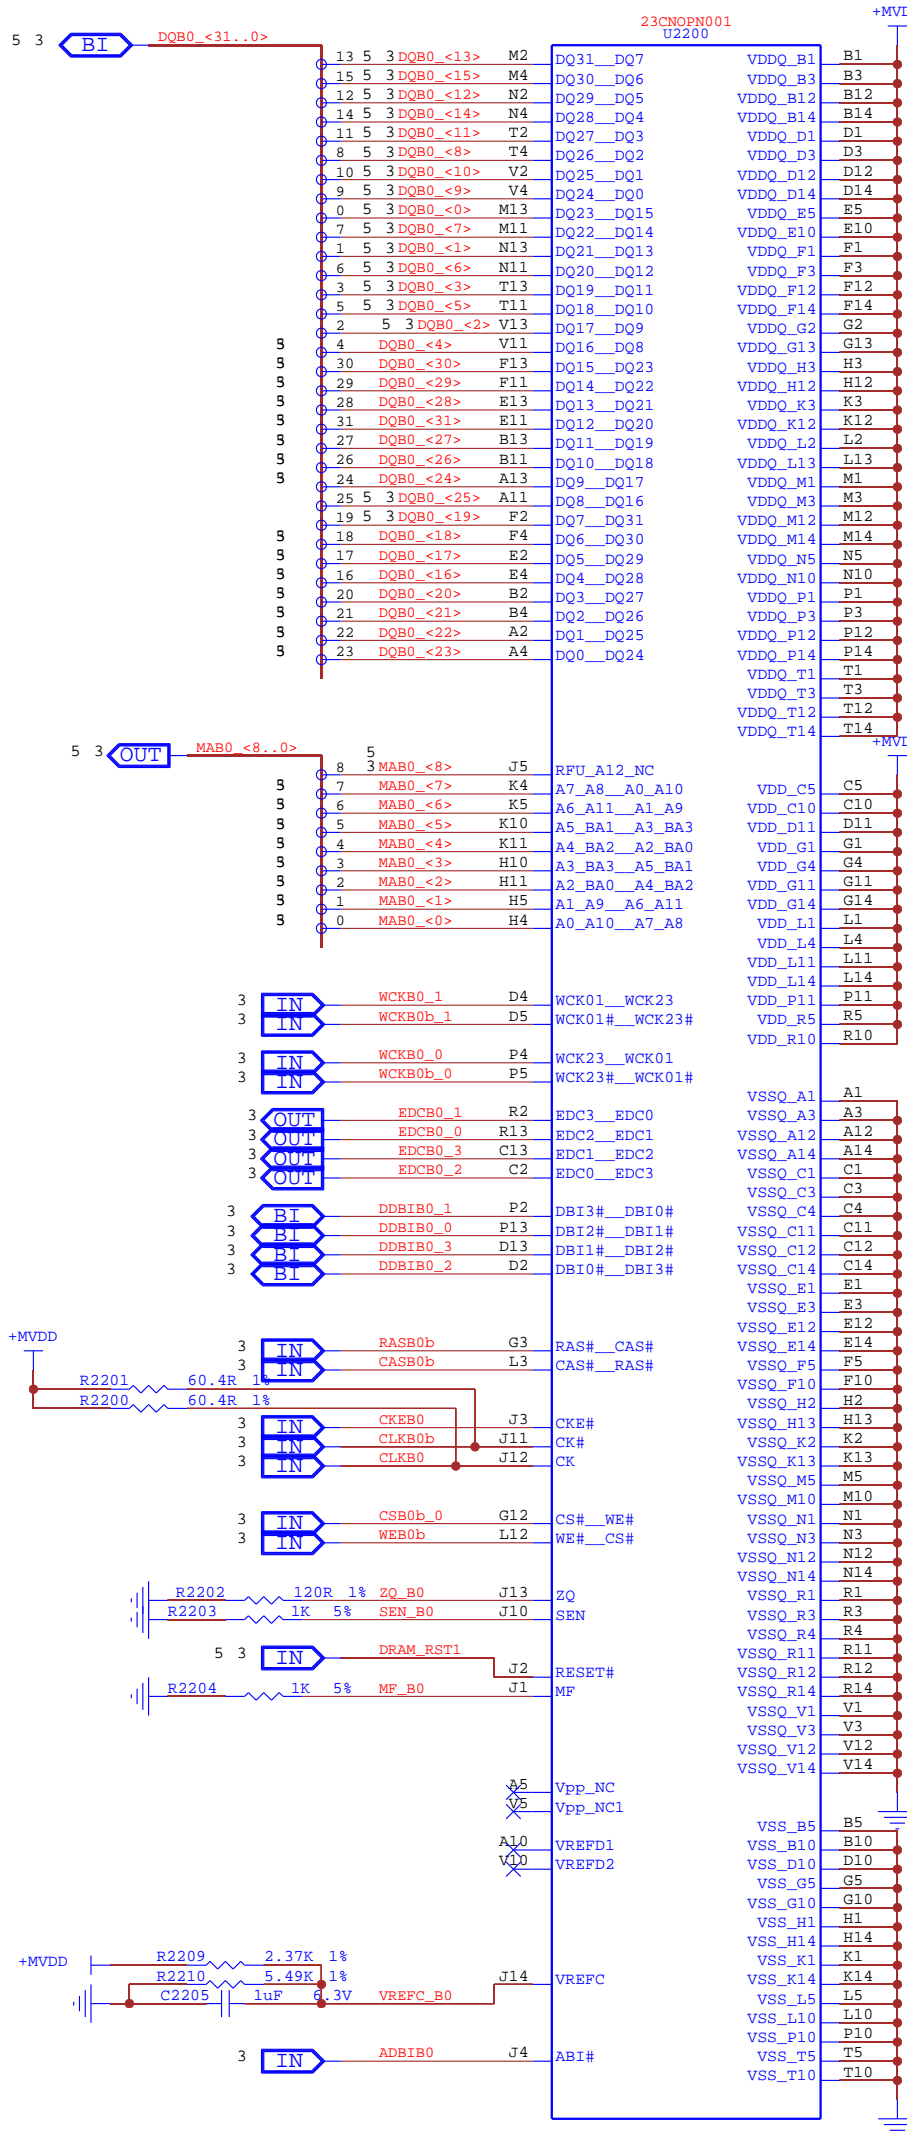 23CNOPN001
U2200
+MVD
5 3 BI DQB0_<31..0>
13 5 3 DQB0_<13> M2 DQ31__DQ7 VDDQ_B1 B1
15 5 3 DQB0_<15> M4 DQ30__DQ6 VDDQ_B3 B3
12 5 3 DQB0_<12> N2 DQ29__DQ5 VDDQ_B12 B12
14 5 3 DQB0_<14> N4 DQ28__DQ4 VDDQ_B14 B14
11 5 3 DQB0_<11> T2 DQ27__DQ3 VDDQ_D1 D1
8 5 3 DQB0_<8> T4 DQ26__DQ2 VDDQ_D3 D3
10 5 3 DQB0_<10> V2 DQ25__DQ1 VDDQ_D12 D12
9 5 3 DQB0_<9> V4 DQ24__DQ0 VDDQ_D14 D14
0 5 3 DQB0_<0> M13 DQ23__DQ15 VDDQ_E5 E5
7 5 3 DQB0_<7> M11 DQ22__DQ14 VDDQ_E10 E10
1 5 3 DQB0_<1> N13 DQ21__DQ13 VDDQ_F1 F1
6 5 3 DQB0_<6> N11 DQ20__DQ12 VDDQ_F3 F3
3 5 3 DQB0_<3> T13 DQ19__DQ11 VDDQ_F12 F12
5 5 3 DQB0_<5> T11 DQ18__DQ10 VDDQ_F14 F14
2 5 3 DQB0_<2> V13 DQ17__DQ9 VDDQ_G2 G2
4 DQB0_<4> V11 DQ16__DQ8 VDDQ_G13 G13
30 DQB0_<30> F13 DQ15__DQ23 VDDQ_H3 H3
29 DQB0_<29> F11 DQ14__DQ22 VDDQ_H12 H12
28 DQB0_<28> E13 DQ13__DQ21 VDDQ_K3 K3
31 DQB0_<31> E11 DQ12__DQ20 VDDQ_K12 K12
27 DQB0_<27> B13 DQ11__DQ19 VDDQ_L2 L2
26 DQB0_<26> B11 DQ10__DQ18 VDDQ_L13 L13
24 DQB0_<24> A13 DQ9__DQ17 VDDQ_M1 M1
25 5 3 DQB0_<25> A11 DQ8__DQ16 VDDQ_M3 M3
19 5 3 DQB0_<19> F2 DQ7__DQ31 VDDQ_M12 M12
18 DQB0_<18> F4 DQ6__DQ30 VDDQ_M14 M14
17 DQB0_<17> E2 DQ5__DQ29 VDDQ_N5 N5
16 DQB0_<16> E4 DQ4__DQ28 VDDQ_N10 N10
20 DQB0_<20> B2 DQ3__DQ27 VDDQ_P1 P1
21 DQB0_<21> B4 DQ2__DQ26 VDDQ_P3 P3
22 DQB0_<22> A2 DQ1__DQ25 VDDQ_P12 P12
23 DQB0_<23> A4 DQ0__DQ24 VDDQ_P14 P14
VDDQ_T1 T1
VDDQ_T3 T3
VDDQ_T12 T12
VDDQ_T14 T14
5 3 OUT MAB0_<8..0> +MVD
8 5 3 MAB0_<8> J5 RFU_A12_NC
7 MAB0_<7> K4 A7_A8__A0_A10 VDD_C5 C5
6 MAB0_<6> K5 A6_A11__A1_A9 VDD_C10 C10
5 MAB0_<5> K10 A5_BA1__A3_BA3 VDD_D11 D11
4 MAB0_<4> K11 A4_BA2__A2_BA0 VDD_G1 G1
3 MAB0_<3> H10 A3_BA3__A5_BA1 VDD_G4 G4
2 MAB0_<2> H11 A2_BA0__A4_BA2 VDD_G11 G11
1 MAB0_<1> H5 A1_A9__A6_A11 VDD_G14 G14
0 MAB0_<0> H4 A0_A10__A7_A8 VDD_L1 L1
VDD_L4 L4
VDD_L11 L11
VDD_L14 L14
3 IN WCKB0_1 D4 WCK01__WCK23 VDD_P11 P11
3 IN WCKB0b_1 D5 WCK01#__WCK23# VDD_R5 R5
VDD_R10 R10
3 IN WCKB0_0 P4 WCK23__WCK01
3 IN WCKB0b_0 P5 WCK23#__WCK01#
VSSQ_A1 A1
3 OUT EDCB0_1 R2 EDC3__EDC0 VSSQ_A3 A3
3 OUT EDCB0_0 R13 EDC2__EDC1 VSSQ_A12 A12
3 OUT EDCB0_3 C13 EDC1__EDC2 VSSQ_A14 A14
3 OUT EDCB0_2 C2 EDC0__EDC3 VSSQ_C1 C1
VSSQ_C3 C3
3 BI DDBIB0_1 P2 DBI3#__DBI0# VSSQ_C4 C4
3 BI DDBIB0_0 P13 DBI2#__DBI1# VSSQ_C11 C11
3 BI DDBIB0_3 D13 DBI1#__DBI2# VSSQ_C12 C12
3 BI DDBIB0_2 D2 DBI0#__DBI3# VSSQ_C14 C14
VSSQ_E1 E1
VSSQ_E3 E3
VSSQ_E12 E12
+MVDD
3 IN RASB0b G3 RAS#__CAS# VSSQ_E14 E14
3 IN CASB0b L3 CAS#__RAS# VSSQ_F5 F5
R2201 60.4R 1% VSSQ_F10 F10
R2200 60.4R 1% VSSQ_H2 H2
3 IN CKEB0 J3 CKE# VSSQ_H13 H13
3 IN CLKB0b J11 CK# VSSQ_K2 K2
3 IN CLKB0 J12 CK VSSQ_K13 K13
VSSQ_M5 M5
VSSQ_M10 M10
3 IN CSB0b_0 G12 CS#__WE# VSSQ_N1 N1
3 IN WEB0b L12 WE#__CS# VSSQ_N3 N3
VSSQ_N12 N12
VSSQ_N14 N14
R2202 120R 1% ZQ_B0 J13 ZQ VSSQ_R1 R1
R2203 1K 5% SEN_B0 J10 SEN VSSQ_R3 R3
VSSQ_R4 R4
5 3 IN DRAM_RST1 VSSQ_R11 R11
J2 RESET# VSSQ_R12 R12
R2204 1K 5% MF_B0 J1 MF VSSQ_R14 R14
VSSQ_V1 V1
VSSQ_V3 V3
VSSQ_V12 V12
VSSQ_V14 V14
A5 Vpp_NC
V5 Vpp_NC1
VSS_B5 B5
A10 VREFD1 VSS_B10 B10
V10 VREFD2 VSS_D10 D10
VSS_G5 G5
VSS_G10 G10
VSS_H1 H1
VSS_H14 H14
+MVDD R2209 2.37K 1% VSS_K1 K1
R2210 5.49K 1% J14 VREFC VSS_K14 K14
C2205 1uF 6.3V VREFC_B0 VSS_L5 L5
VSS_L10 L10
VSS_P10 P10
3 IN ADBIB0 J4 ABI# VSS_T5 T5
VSS_T10 T10